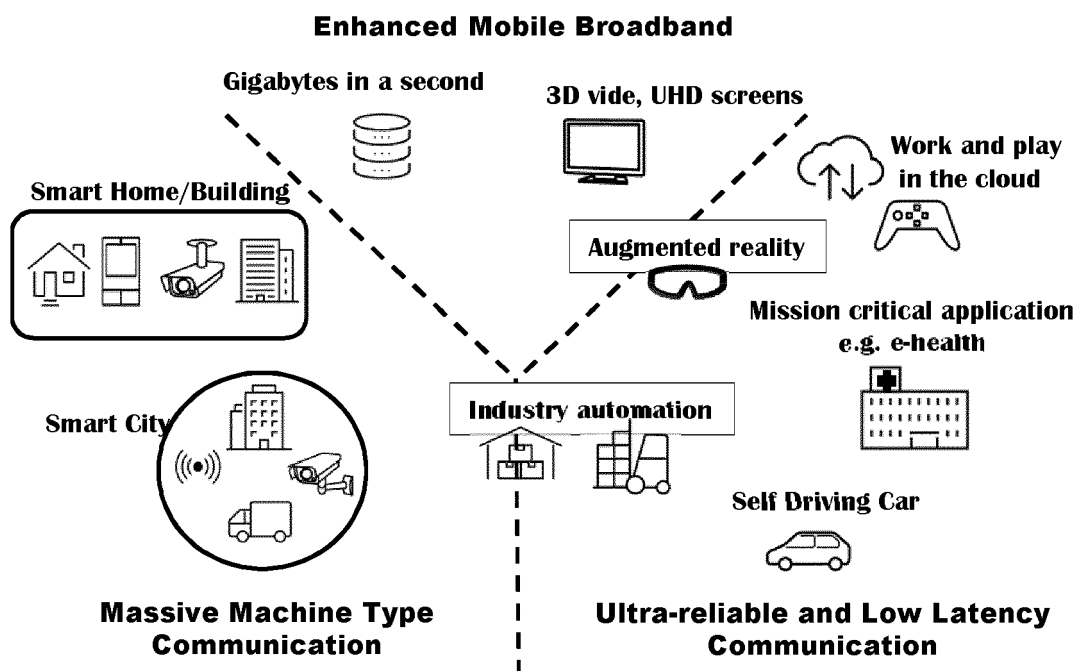 Enhanced Mobile Broadband
Gigabytes in a second
3D vide, UHD screens
Work and play
in the cloud
Smart Home/Building
Augmented reality
Mission critical application
e.g. e-health
Industry automation
Smart City
Self Driving Car
Massive Machine Type
Communication
Ultra-reliable and Low Latency
Communication